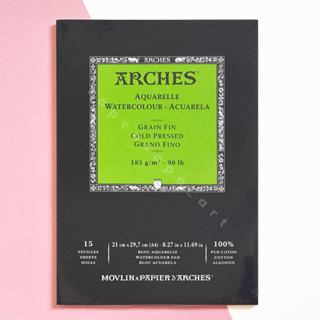 ARCHES
ARCHES®
AQUARELLE
WATERCOLOUR - ACUARELA
GRAIN FIN
COLD PRESSED
GRANO FINO
185 g/m² - 90 lb
15
FEUILLES
SHEETS
HOJAS
21 cm x 29,7 cm (A4) - 8.27 in x 11.69 in
BLOC AQUARELLE
WATERCOLOUR PAD
BLOC ACUARELA
100%
PUR COTON
COTTON
ALGODÓN
MOVLIN & PAPIER D'ARCHES®